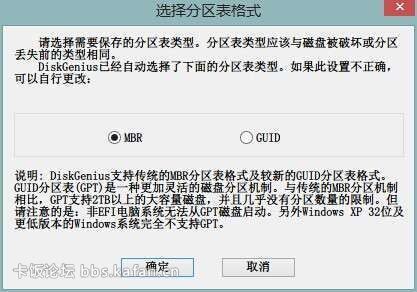 选择分区表格式
请选择需要保存的分区表类型。分区表类型应该与磁盘被破坏或分区
丢失前的类型相同。
DiskGenius已经自动选择了下面的分区表类型。如果此设置不正确，
可以自行更改:
MBR
GUID
说明: DiskGenius支持传统的MBR分区表格式及较新的GUID分区表格式。
GUID分区表(GPT)是一种更加灵活的磁盘分区机制。与传统的MBR分区机制
相比，GPT支持2TB以上的大容量磁盘，并且几乎没有分区数量的限制。但
请注意的是: 非EFI电脑系统无法从GPT磁盘启动。另外Windows XP 32位及
更低版本的Windows系统完全不支持GPT。
卡饭论坛 bbs.kafan.cn
确定
取消